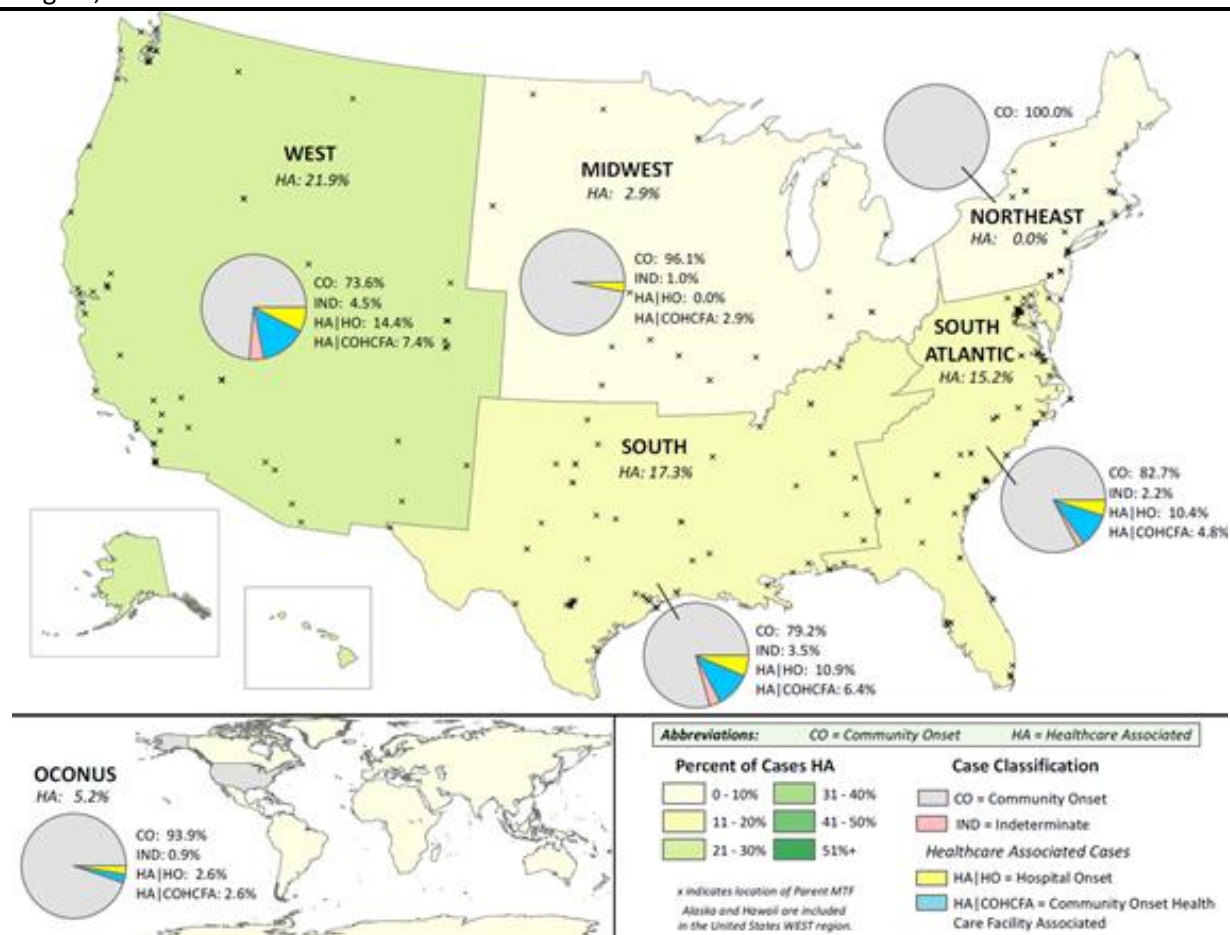 WEST
HA: 21.9%
CO: 73.6%
IND: 4.5%
HA|HO: 14.4%
HA|COHCFA: 7.4%
MIDWEST
HA: 2.9%
CO: 96.1%
IND: 1.0%
HA|HO: 0.0%
HA|COHCFA: 2.9%
CO: 100.0%
NORTHEAST
HA: 0.0%
SOUTH
ATLANTIC
HA: 15.2%
CO: 82.7%
IND: 2.2%
HA|HO: 10.4%
HA|COHCFA: 4.8%
SOUTH
HA: 17.3%
CO: 79.2%
IND: 3.5%
HA|HO: 10.9%
HA|COHCFA: 6.4%
OCONUS
HA: 5.2%
CO: 93.9%
IND: 0.9%
HA|HO: 2.6%
HA|COHCFA: 2.6%
Abbreviations: CO = Community Onset HA = Healthcare Associated
Percent of Cases HA
0 - 10%
11 - 20%
21 - 30%
31 - 40%
41 - 50%
51%+
x indicates location of Parent MTF
Alaska and Hawaii are included
in the United States WEST region.
Case Classification
CO = Community Onset
IND = Indeterminate
Healthcare Associated Cases
HA|HO = Hospital Onset
HA|COHCFA = Community Onset Health
Care Facility Associated